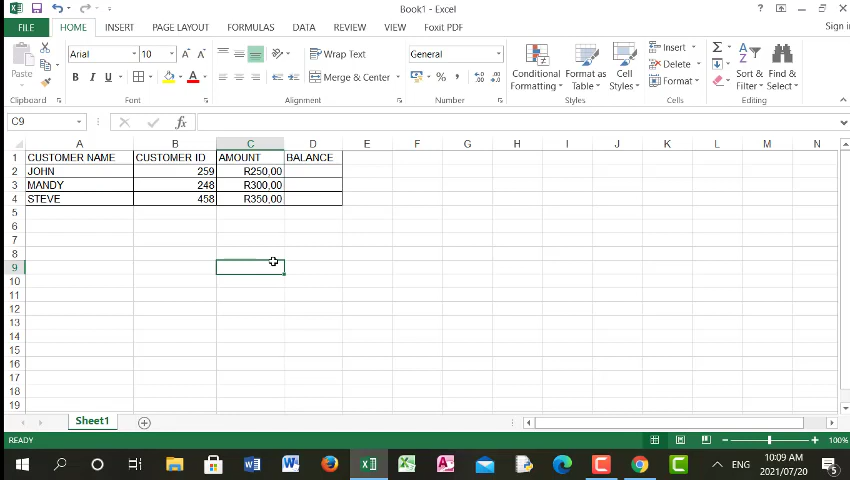 Book1 - Excel
Sign in
FILE HOME INSERT PAGE LAYOUT FORMULAS DATA REVIEW VIEW Foxit PDF
Paste
Arial 10
B I U
Wrap Text
Merge & Center
General
%
Conditional Formatting
Format as Table
Cell Styles
Insert
Delete
Format
Sort & Filter
Find & Select
Clipboard Font Alignment Number Styles Cells Editing
C9 fx
A B C D E F G H I J K L M N
1 CUSTOMER NAME CUSTOMER ID AMOUNT BALANCE
2 JOHN 259 R250,00
3 MANDY 248 R300,00
4 STEVE 458 R350,00
5
6
7
8
9
10
11
12
13
14
15
16
17
18
19
Sheet1
READY 100%
ENG 10:09 AM
2021/07/20 5